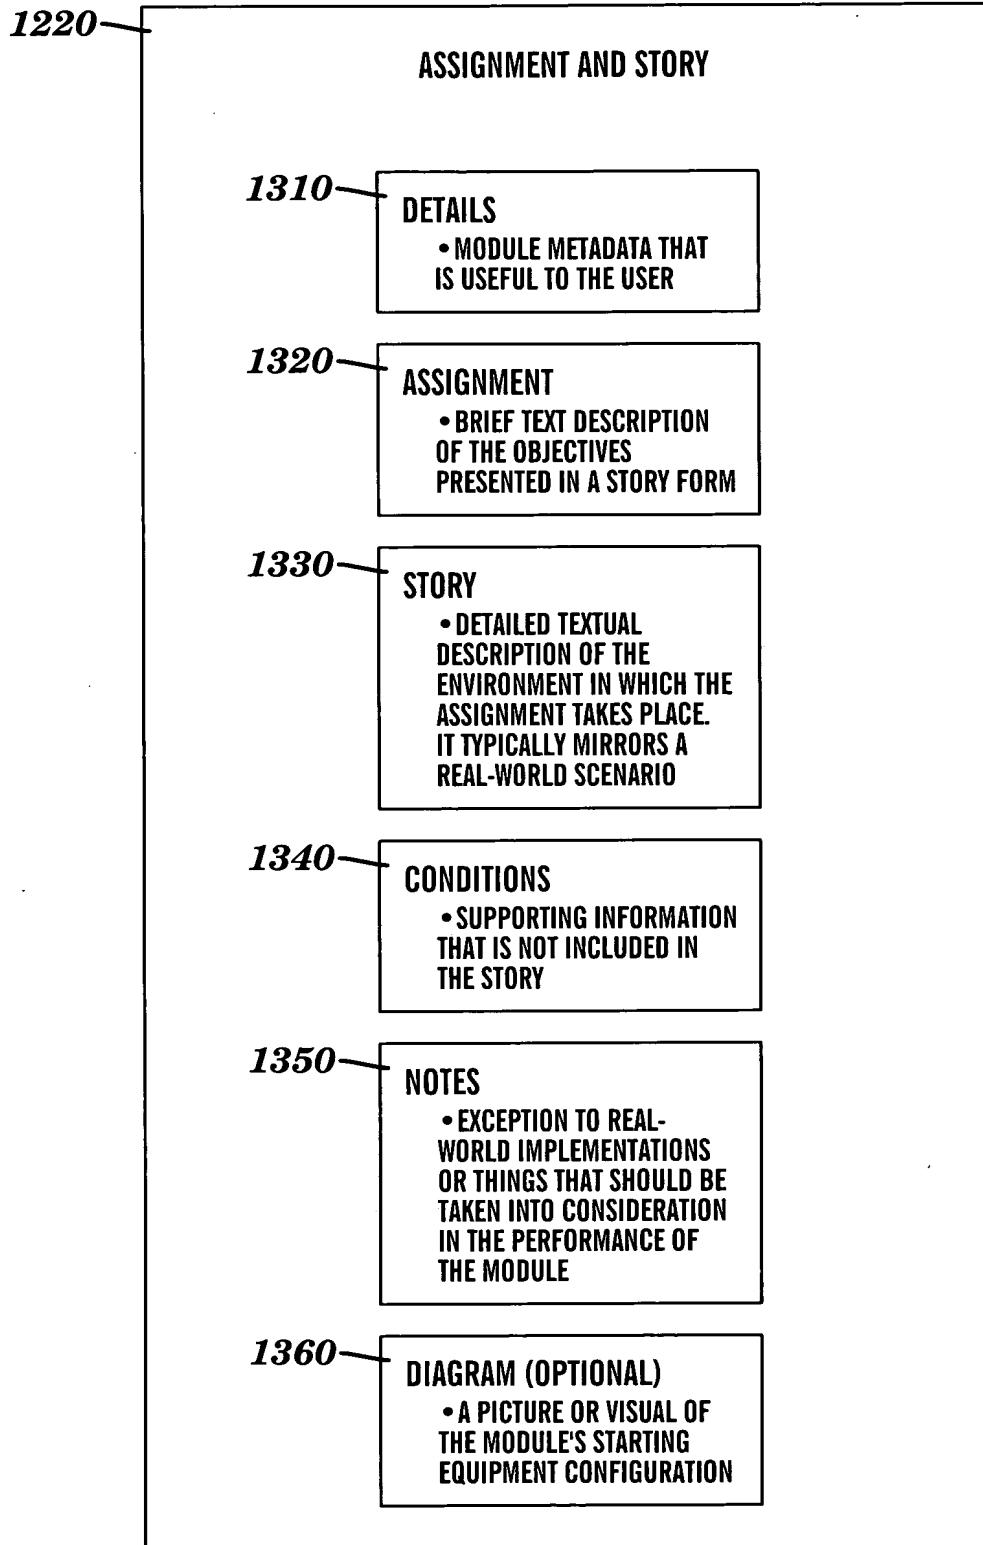 1220
ASSIGNMENT AND STORY
1310
DETAILS
• MODULE METADATA THAT
IS USEFUL TO THE USER
1320
ASSIGNMENT
• BRIEF TEXT DESCRIPTION
OF THE OBJECTIVES
PRESENTED IN A STORY FORM
1330
STORY
• DETAILED TEXTUAL
DESCRIPTION OF THE
ENVIRONMENT IN WHICH THE
ASSIGNMENT TAKES PLACE.
IT TYPICALLY MIRRORS A
REAL-WORLD SCENARIO
1340
CONDITIONS
• SUPPORTING INFORMATION
THAT IS NOT INCLUDED IN
THE STORY
1350
NOTES
• EXCEPTION TO REAL-
WORLD IMPLEMENTATIONS
OR THINGS THAT SHOULD BE
TAKEN INTO CONSIDERATION
IN THE PERFORMANCE OF
THE MODULE
1360
DIAGRAM (OPTIONAL)
• A PICTURE OR VISUAL OF
THE MODULE'S STARTING
EQUIPMENT CONFIGURATION